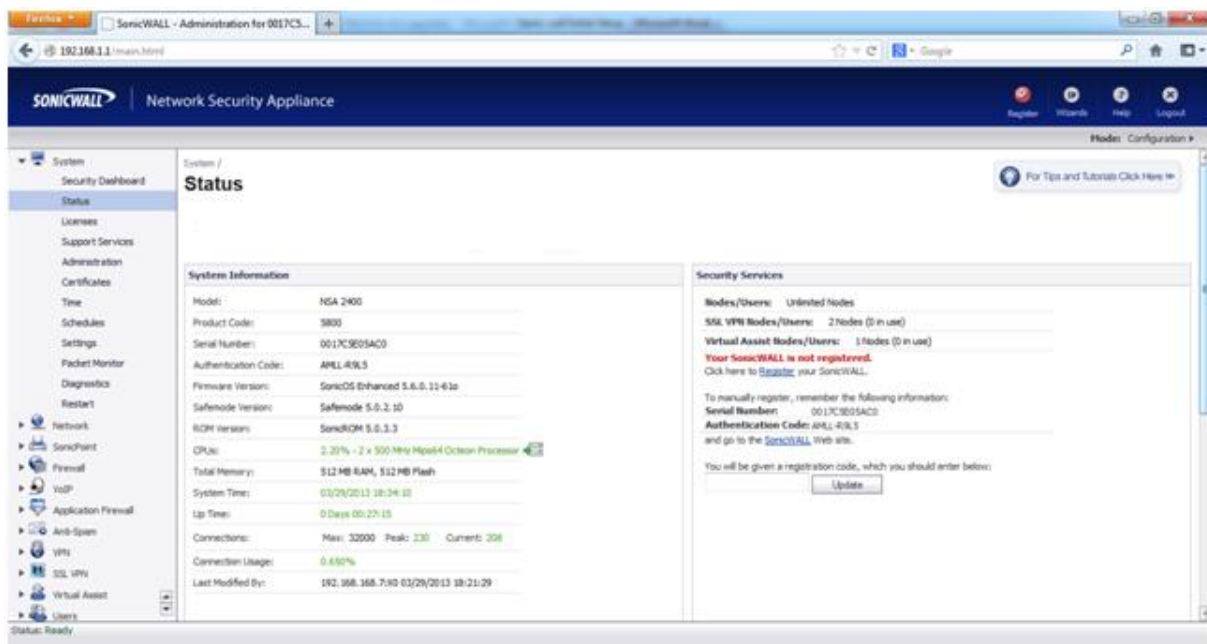 Firefox
SonicWALL - Administration for 0017C5...
192.168.1.1/main.html
Google
SONICWALL
Network Security Appliance
Register
Wizards
Help
Logout
Mode: Configuration
System
Security Dashboard
Status
Licenses
Support Services
Administration
Certificates
Time
Schedules
Settings
Packet Monitor
Diagnostics
Restart
Network
SonicPoint
Firewall
VoIP
Application Firewall
Anti-Spam
VPN
SSL VPN
Virtual Assist
Users
System /
Status
For Tips and Tutorials Click Here
System Information
Model: NSA 2400
Product Code: 5800
Serial Number: 0017C5E05AC0
Authentication Code: AMLL-R9L5
Firmware Version: SonicOS Enhanced 5.6.0.11-61o
Safemode Version: Safemode 5.0.2.10
ROM Version: SonicROM 5.0.3.3
CPUs: 2.20% - 2 x 500 MHz Mips64 Octeon Processor
Total Memory: 512 MB RAM, 512 MB Flash
System Time: 03/29/2013 18:34:10
Up Time: 0 Days 00:27:15
Connections: Max: 32000 Peak: 230 Current: 208
Connection Usage: 0.650%
Last Modified By: 192.168.168.7:X0 03/29/2013 18:21:29
Security Services
Nodes/Users: Unlimited Nodes
SSL VPN Nodes/Users: 2 Nodes (0 in use)
Virtual Assist Nodes/Users: 1 Nodes (0 in use)
Your SonicWALL is not registered.
Click here to Register your SonicWALL.
To manually register, remember the following information:
Serial Number: 0017C5E05AC0
Authentication Code: AMLL-R9L5
and go to the SonicWALL Web site.
You will be given a registration code, which you should enter below:
Update
Status: Ready